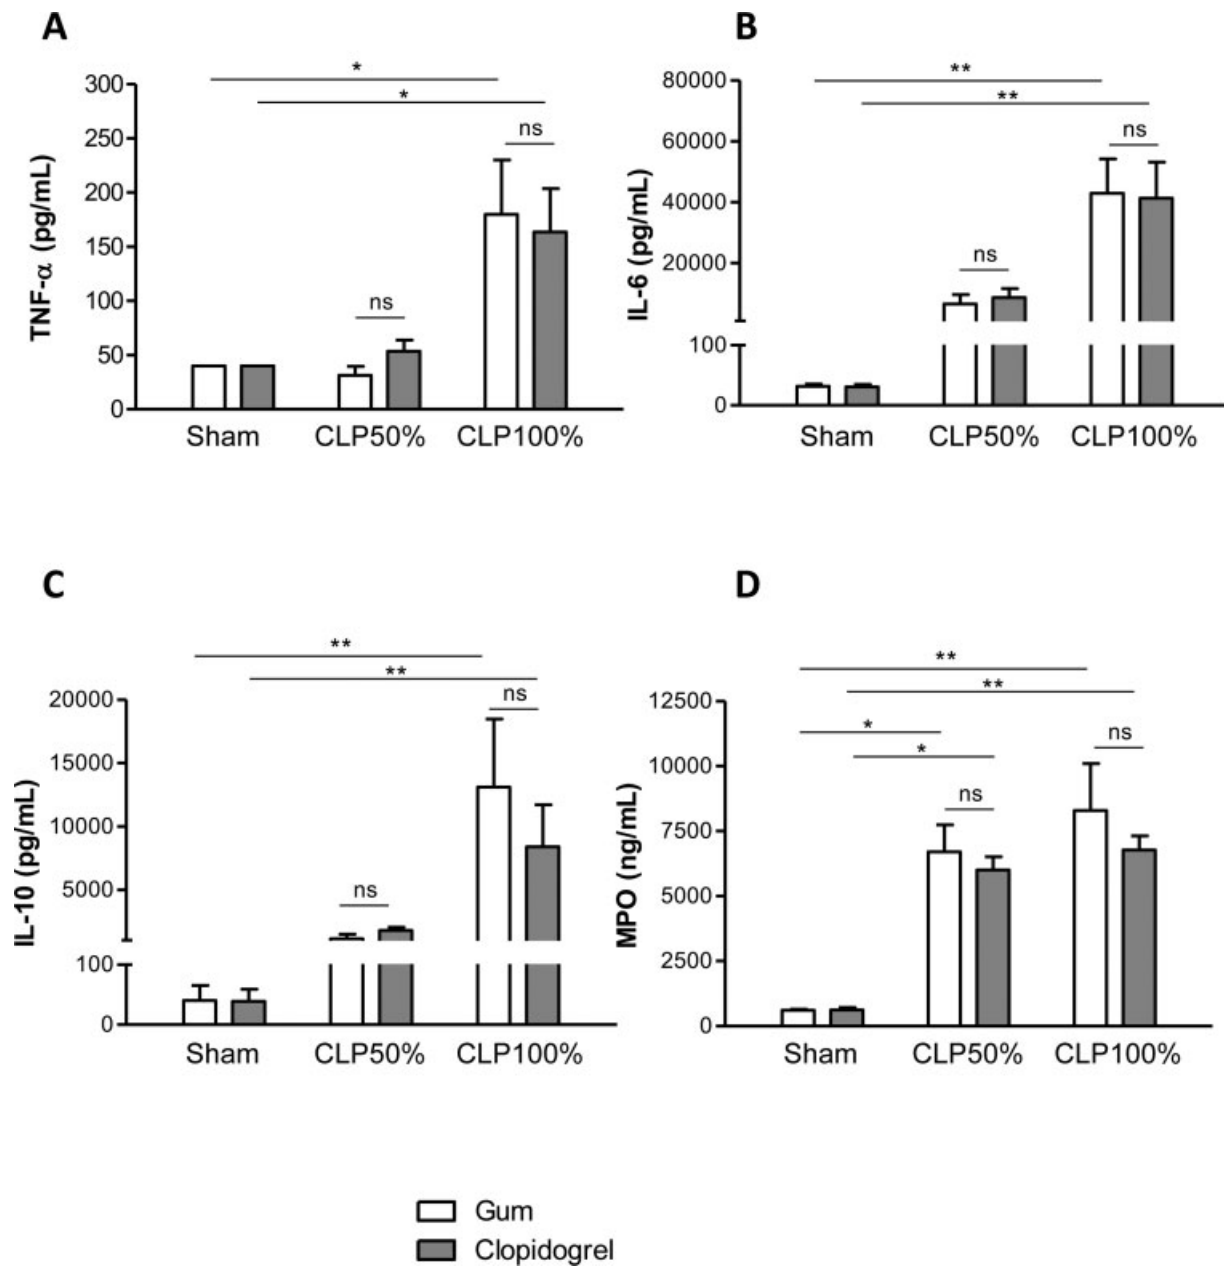 A
*
*
ns
ns
TNF-α (pg/mL)
300
250
200
150
100
50
0
Sham CLP50% CLP100%
B
**
**
ns
ns
IL-6 (pg/mL)
80000
60000
40000
20000
100
0
Sham CLP50% CLP100%
C
**
**
ns
ns
IL-10 (pg/mL)
20000
15000
10000
5000
100
0
Sham CLP50% CLP100%
D
**
**
*
*
ns
ns
MPO (ng/mL)
12500
10000
7500
5000
2500
0
Sham CLP50% CLP100%
Gum
Clopidogrel